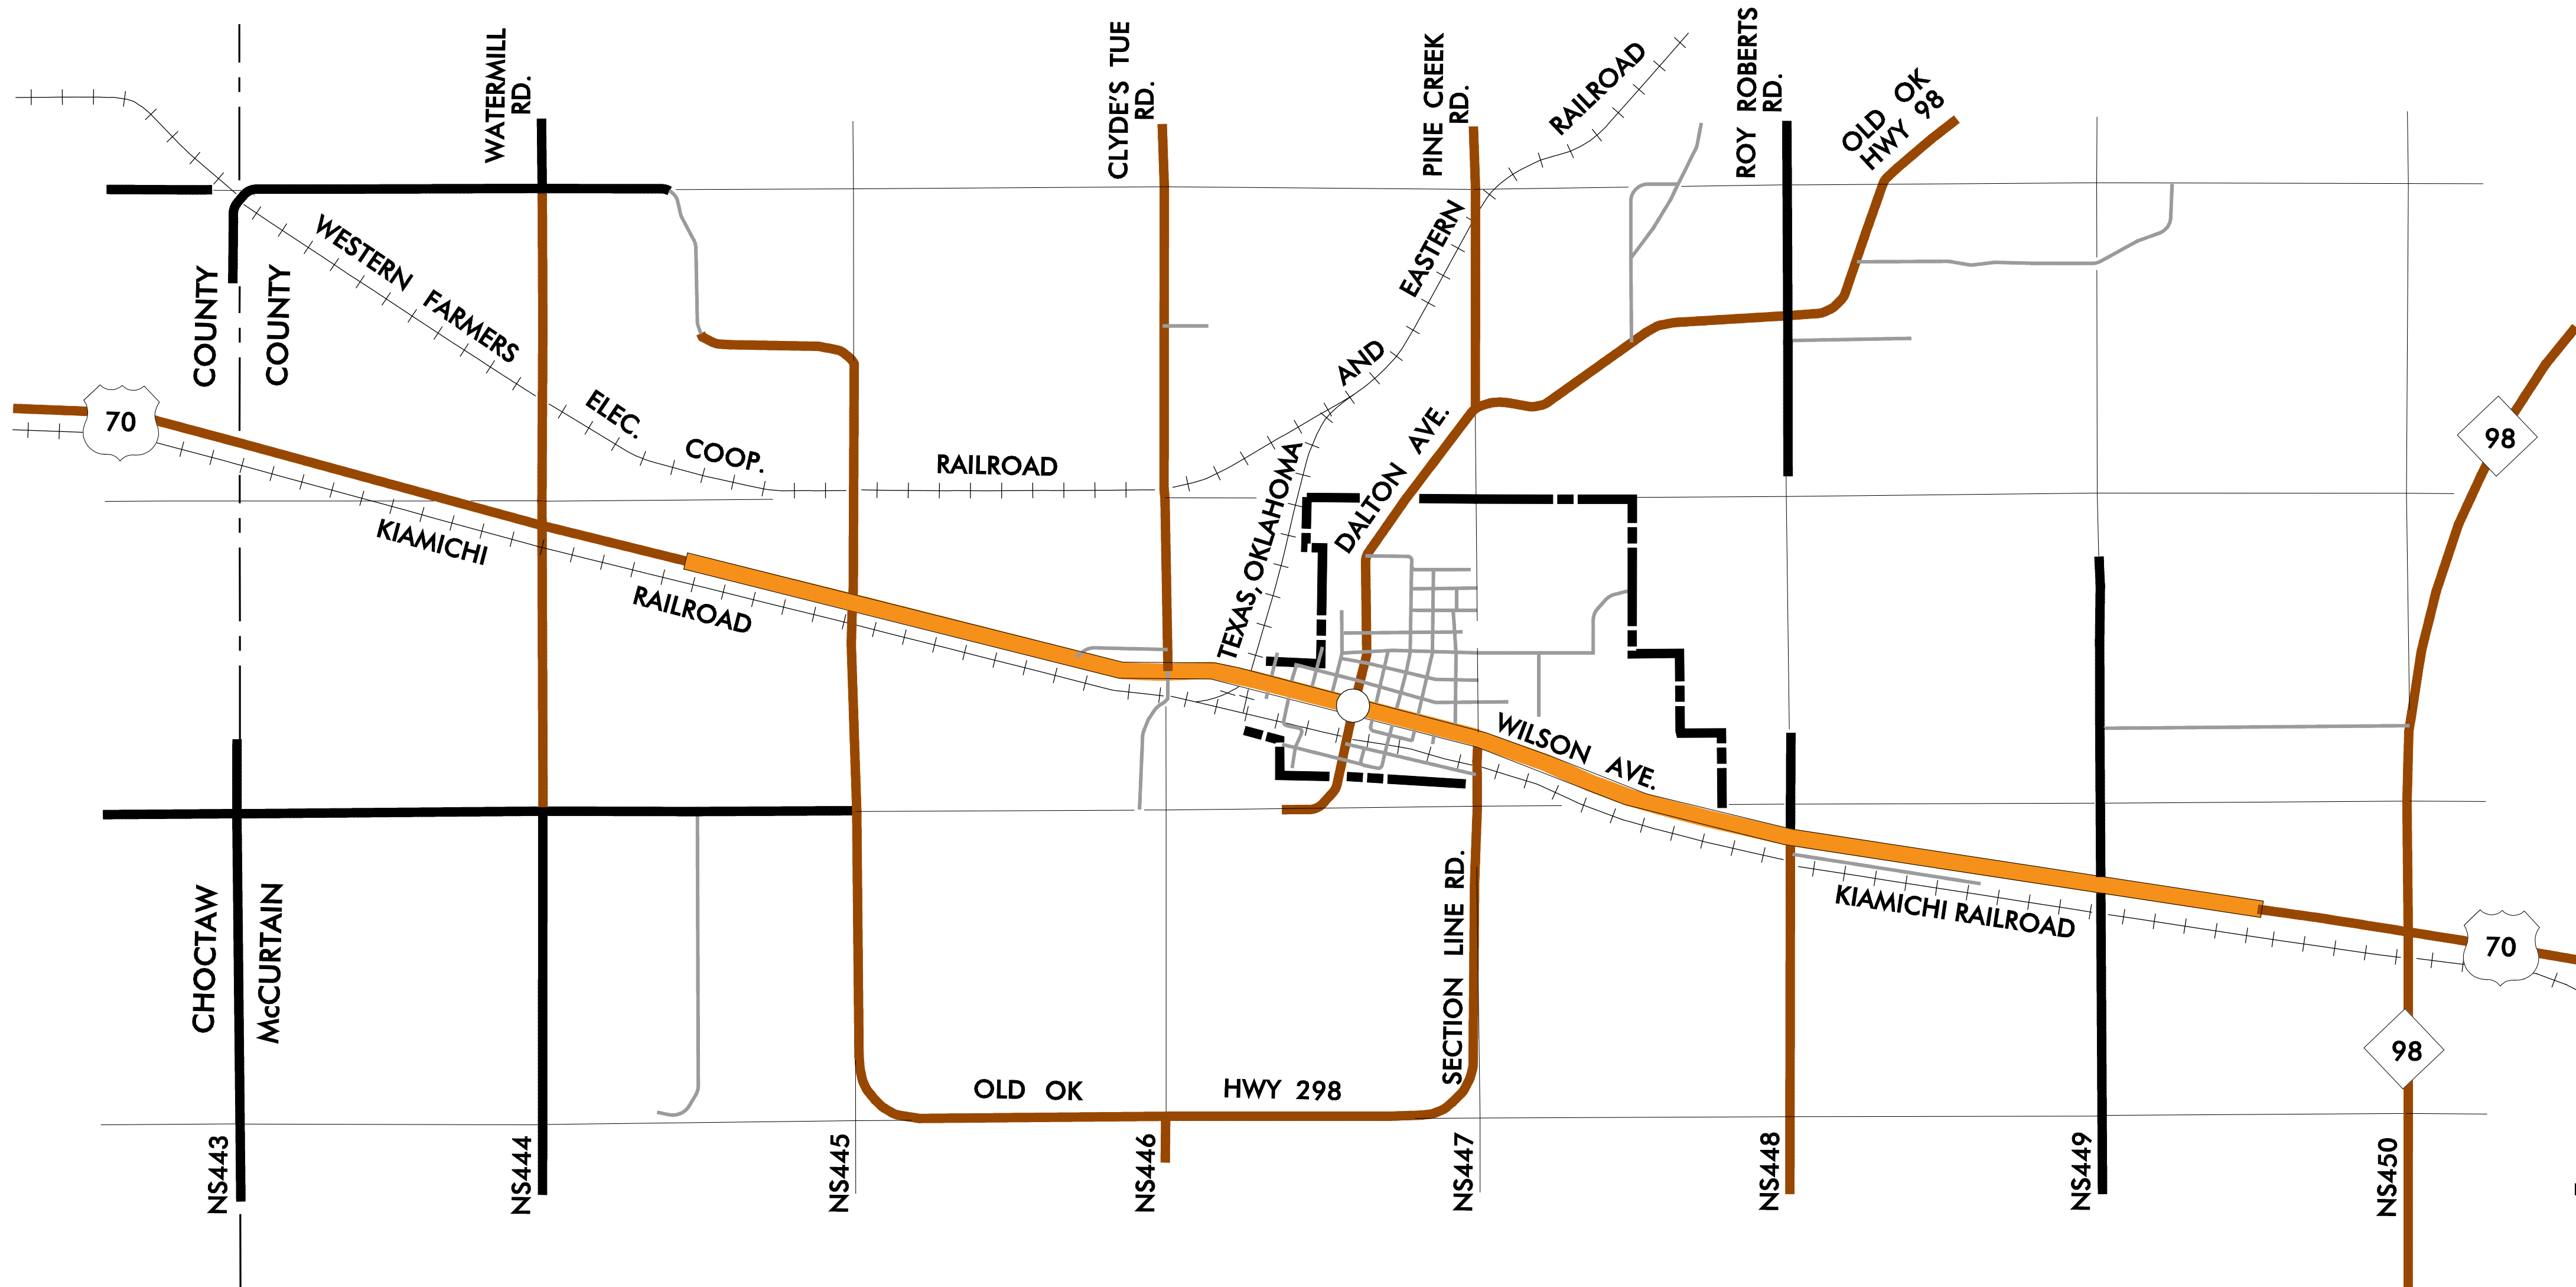 WATERMILL
RD.
CLYDE'S TUE
RD.
PINE CREEK
RD.
RAILROAD
ROY ROBERTS
RD.
OLD OK
HWY 98
EASTERN
AND
TEXAS, OKLAHOMA
WESTERN FARMERS
ELEC.
COOP.
RAILROAD
COUNTY
COUNTY
70
KIAMICHI
RAILROAD
DALTON AVE.
98
WILSON AVE.
KIAMICHI RAILROAD
70
98
CHOCTAW
McCURTAIN
SECTION LINE RD.
OLD OK HWY 298
NS443
NS444
NS445
NS446
NS447
NS448
NS449
NS450